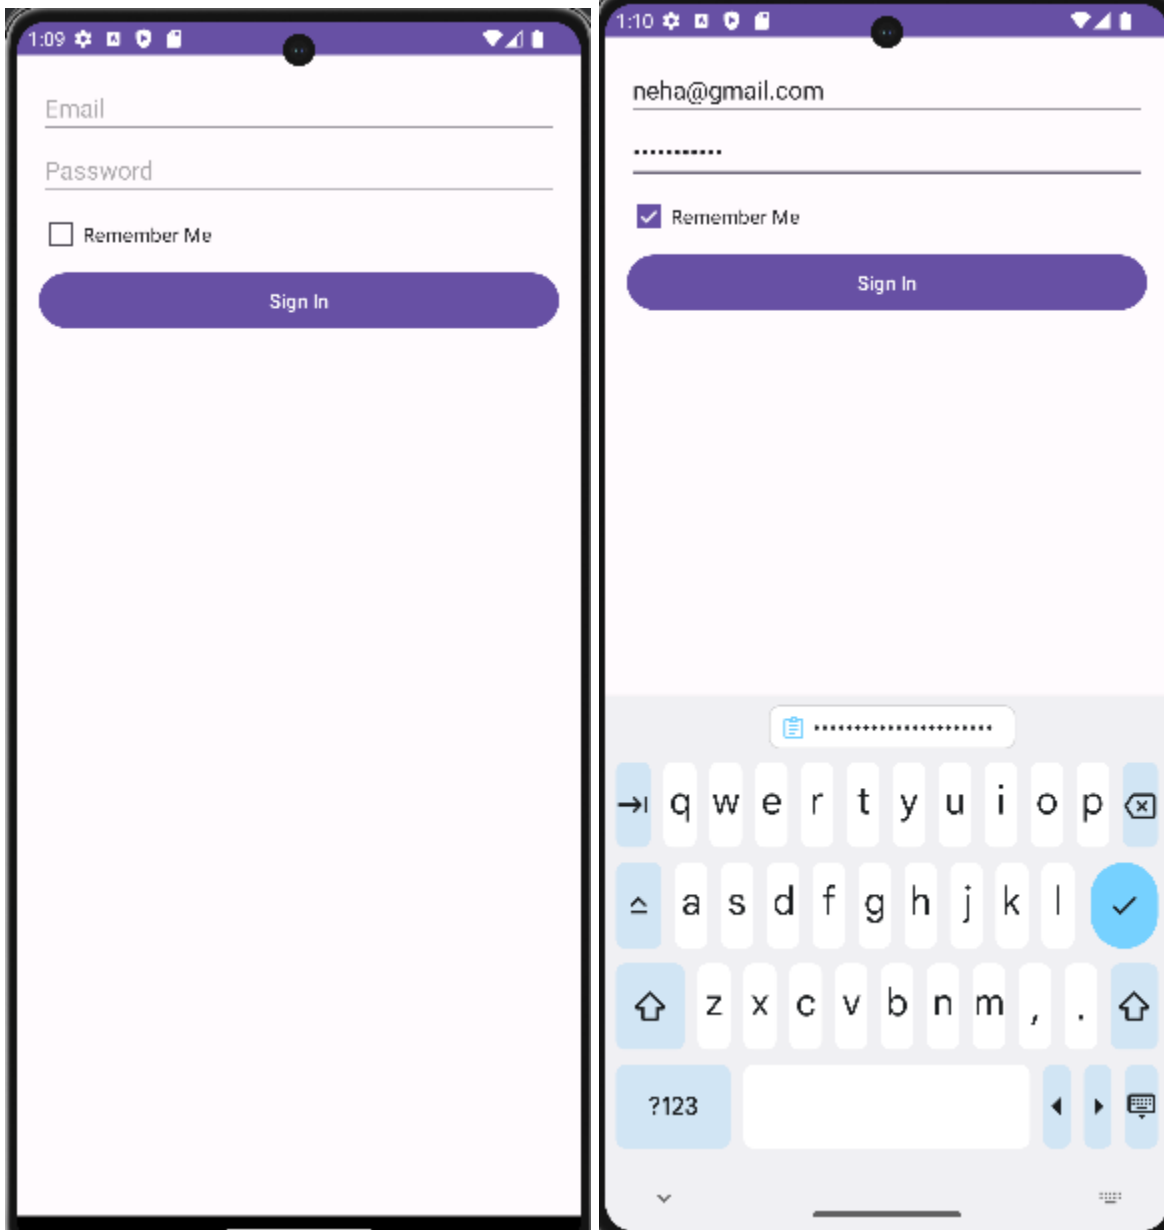 1:09
Email
Password
Remember Me
Sign In
1:10
neha@gmail.com
•••••••••••
Remember Me
Sign In
••••••••••••••••••••••
q w e r t y u i o p
a s d f g h j k l
z x c v b n m , .
?123